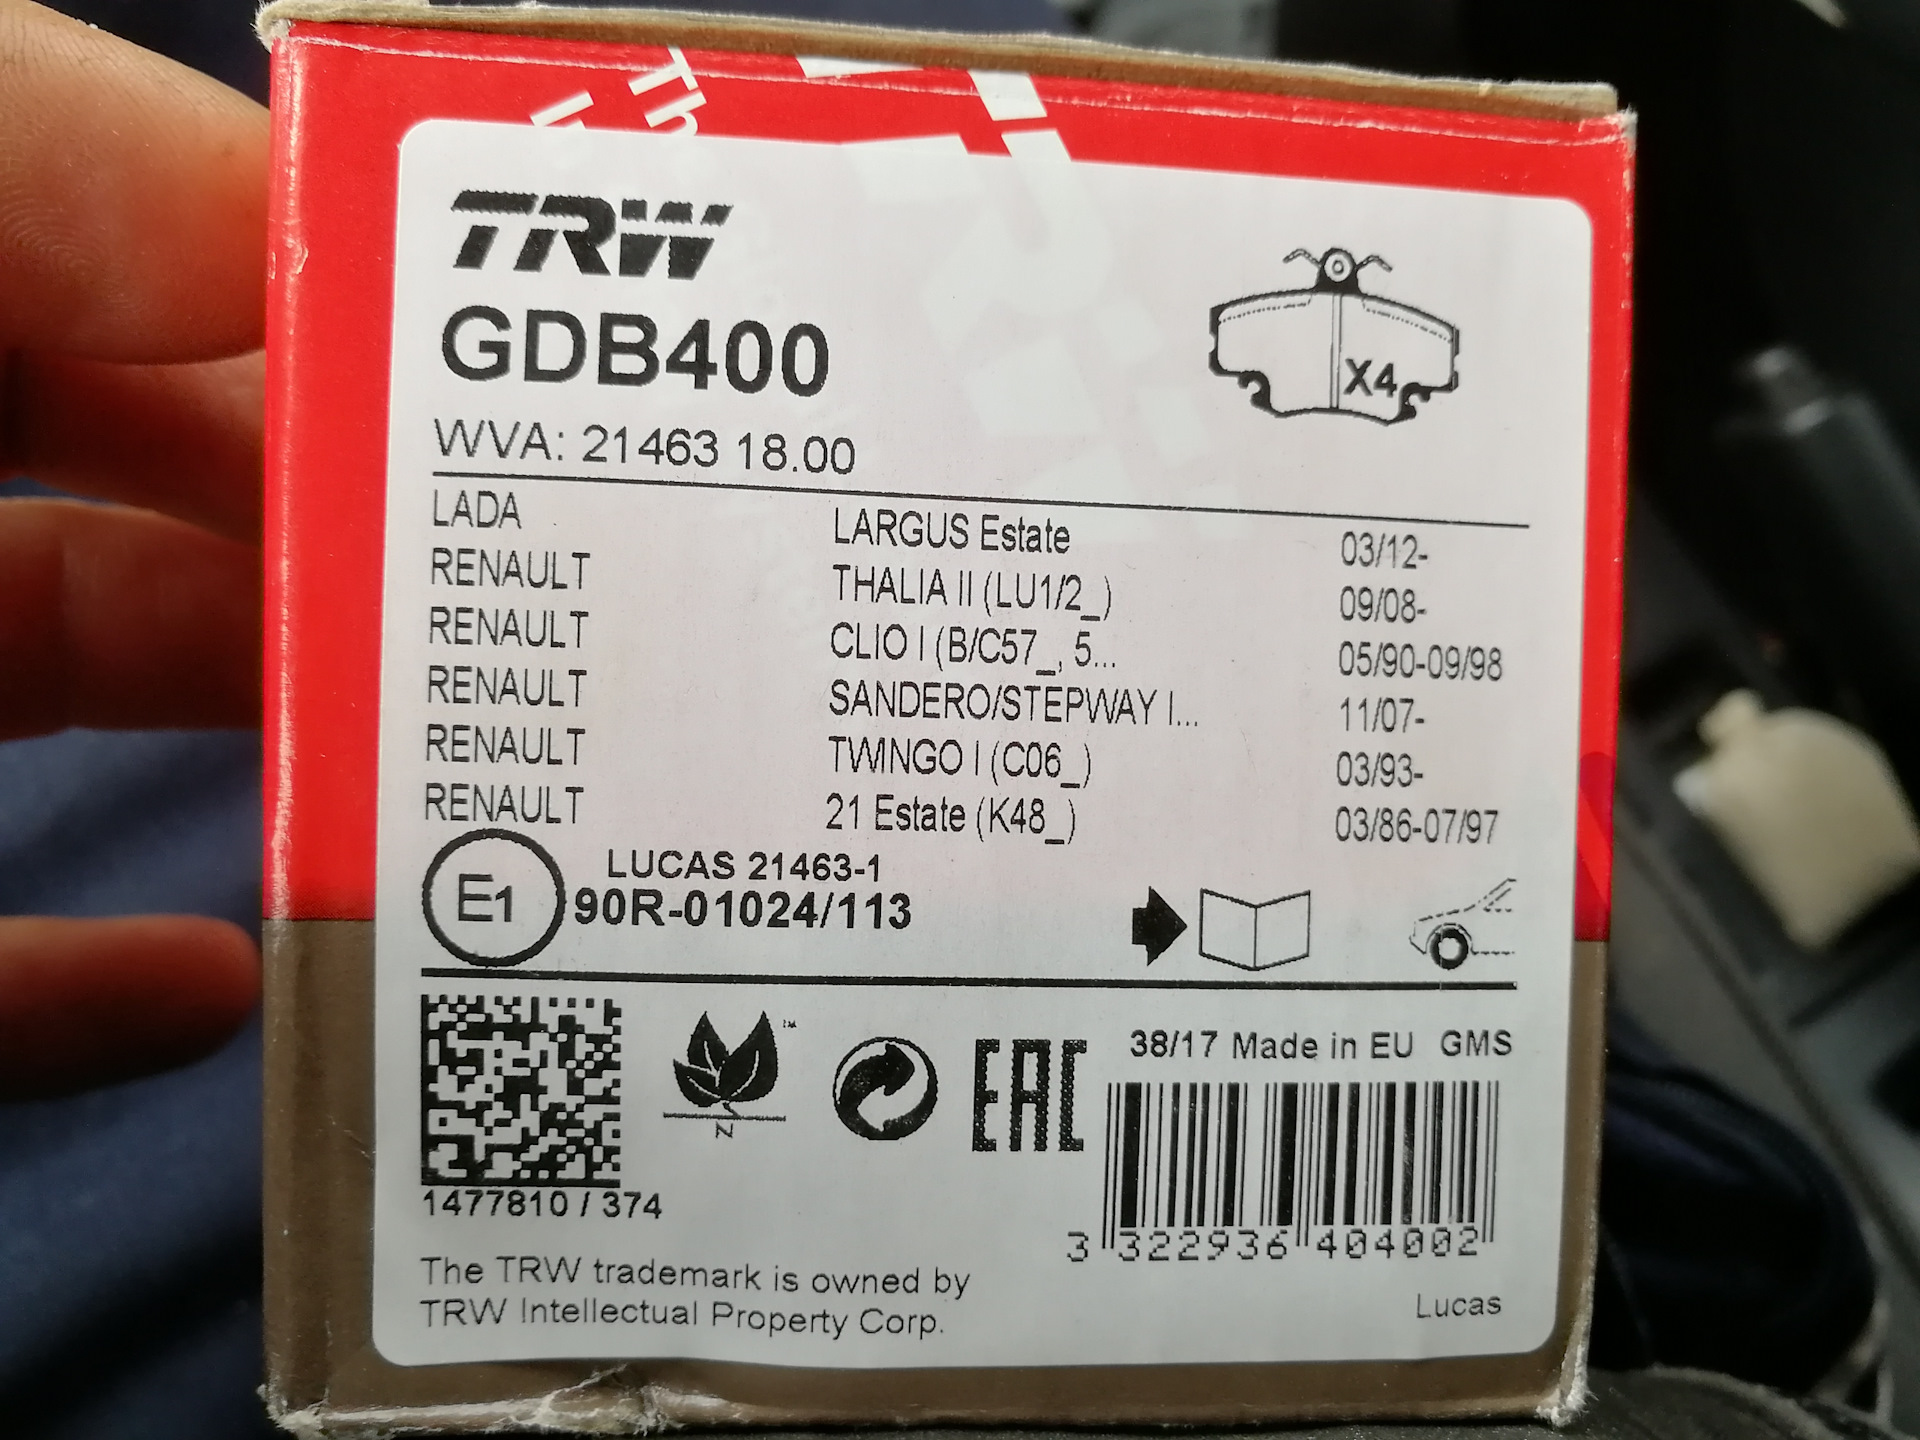 Th
TRW
GDB400
X4
WVA: 21463 18.00
LADA LARGUS Estate 03/12-
RENAULT THALIA II (LU1/2_) 09/08-
RENAULT CLIO I (B/C57_, 5... 05/90-09/98
RENAULT SANDERO/STEPWAY I... 11/07-
RENAULT TWINGO I (C06_) 03/93-
RENAULT 21 Estate (K48_) 03/86-07/97
LUCAS 21463-1
E1 90R-01024/113
38/17 Made in EU GMS
™
N
EAC
1477810 / 374
3 322936 404002
The TRW trademark is owned by
TRW Intellectual Property Corp.
Lucas